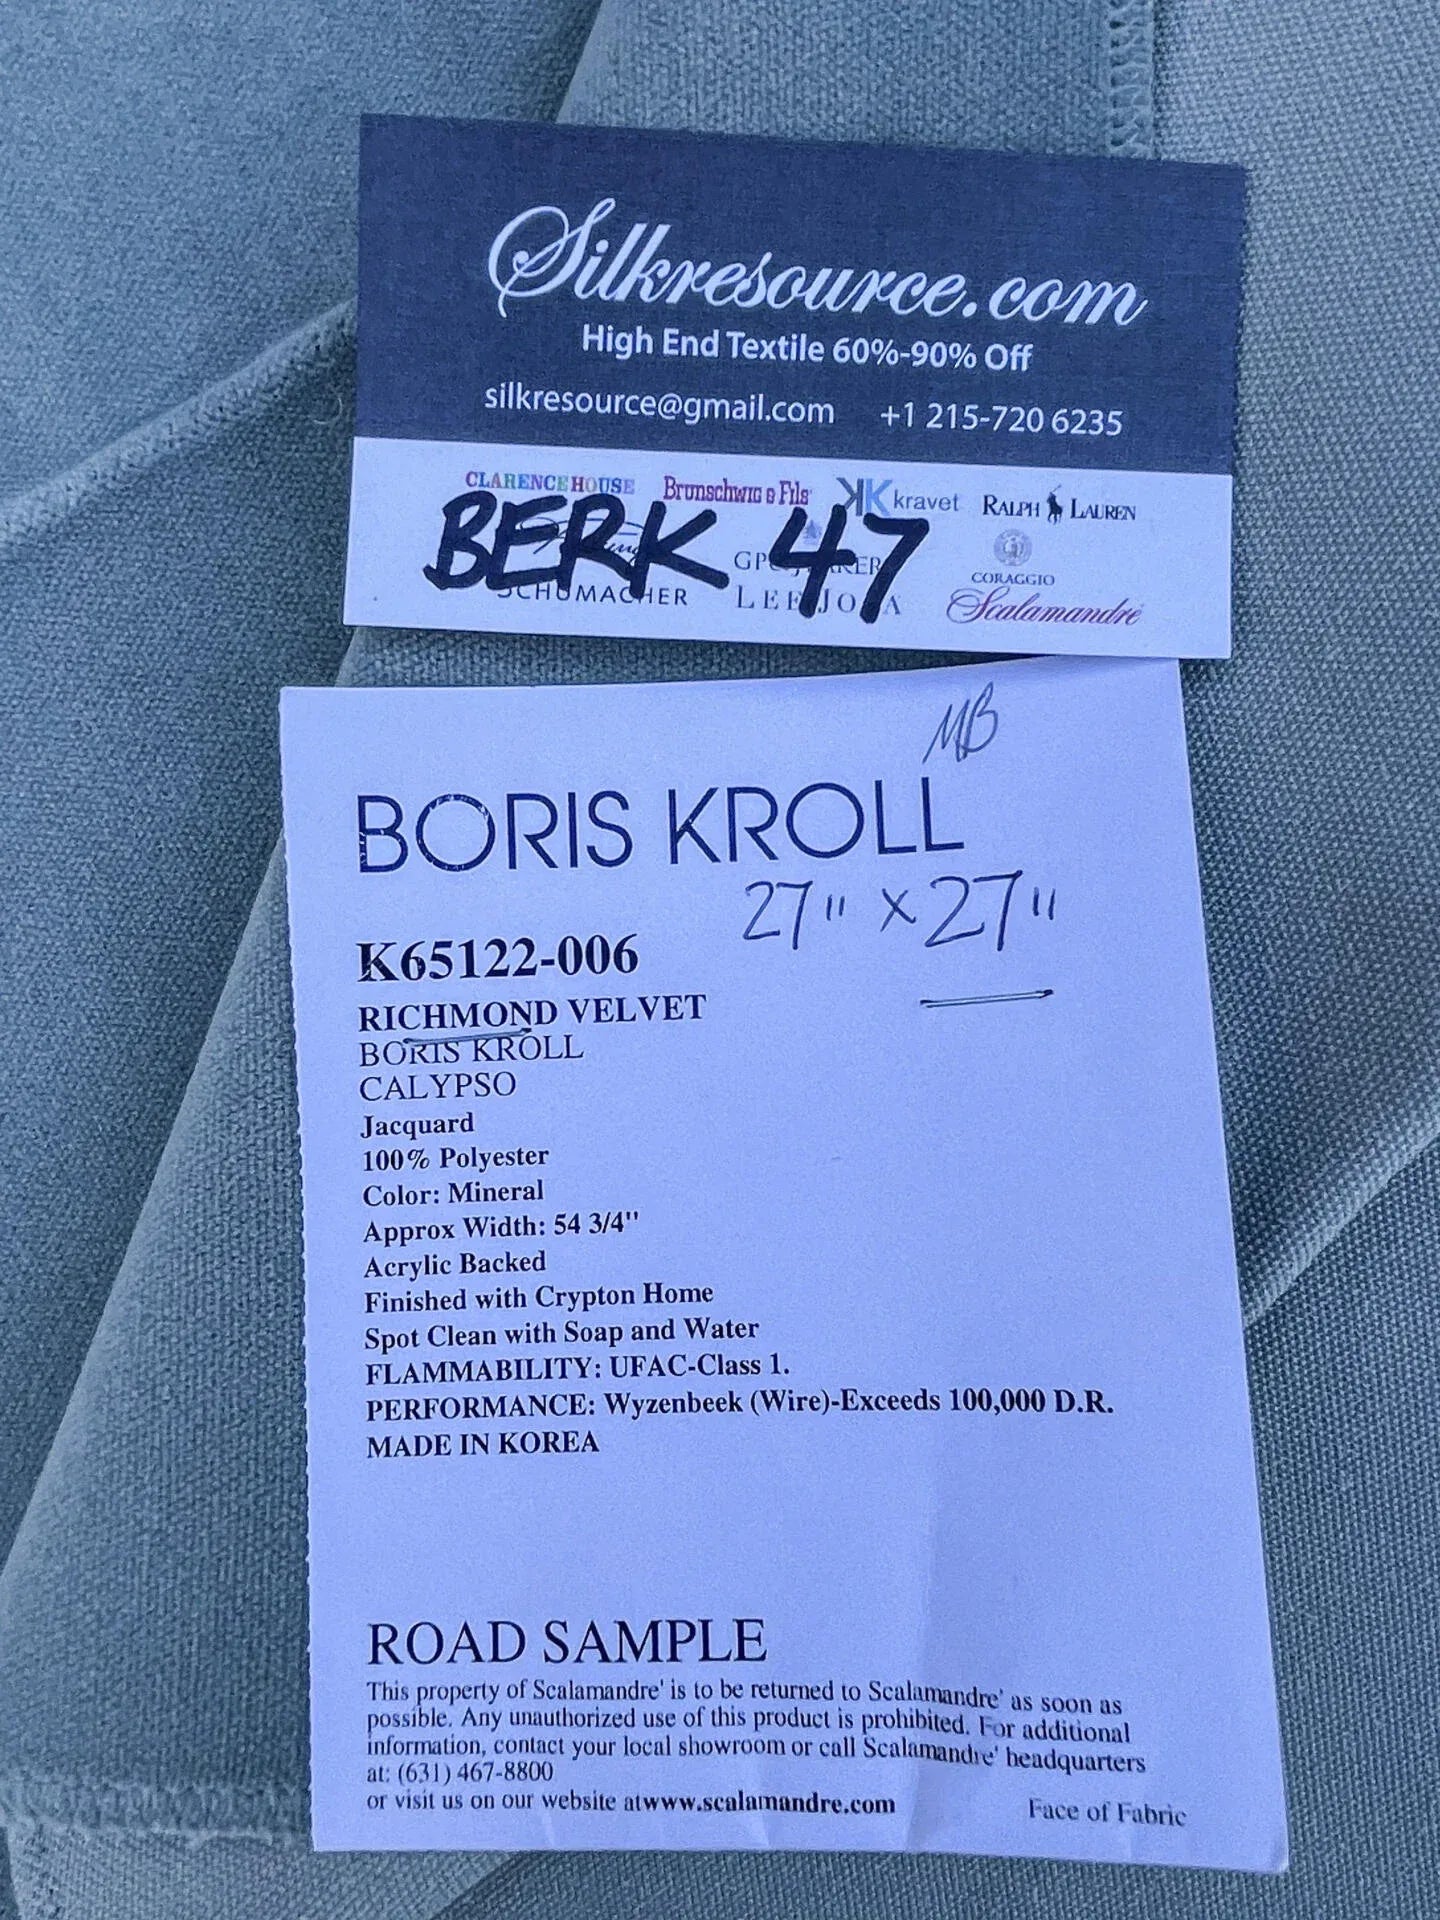 Silkresource.com
High End Textile 60%-90% Off
silkresource@gmail.com +1 215-720 6235
CLARENCE HOUSE Brunschwig & Fils kravet RALPH LAUREN
BERK 47
CORAGGIO
SCHUMACHER LEE JOFA Scalamandré
MB
BORIS KROLL
27" x 27"
K65122-006
RICHMOND VELVET
BORIS KROLL
CALYPSO
Jacquard
100% Polyester
Color: Mineral
Approx Width: 54 3/4"
Acrylic Backed
Finished with Crypton Home
Spot Clean with Soap and Water
FLAMMABILITY: UFAC-Class 1.
PERFORMANCE: Wyzenbeek (Wire)-Exceeds 100,000 D.R.
MADE IN KOREA
ROAD SAMPLE
This property of Scalamandre' is to be returned to Scalamandre' as soon as
possible. Any unauthorized use of this product is prohibited. For additional
information, contact your local showroom or call Scalamandre' headquarters
at: (631) 467-8800
or visit us on our website atwww.scalamandre.com
Face of Fabric